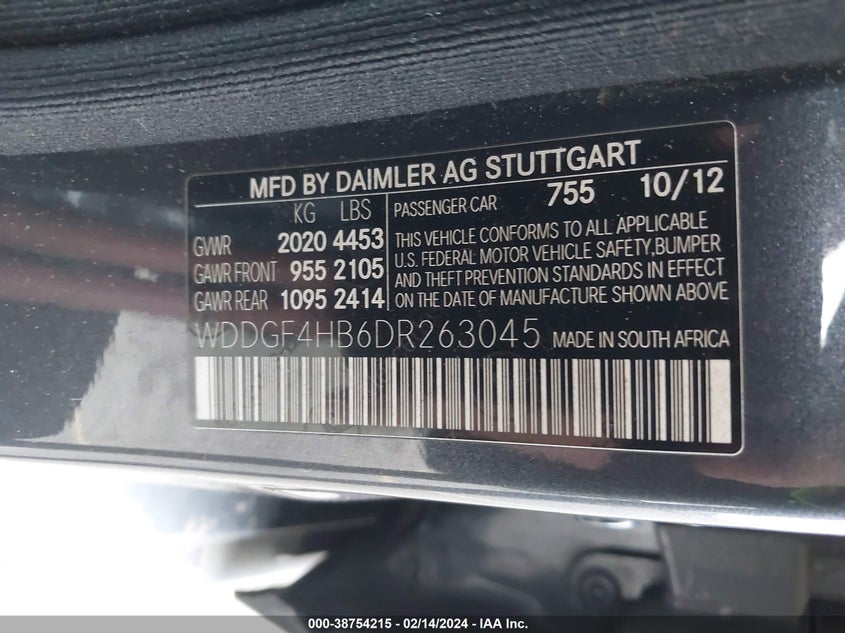 MFD BY DAIMLER AG STUTTGART
KG LBS PASSENGER CAR 755 10/12
GVWR 2020 4453
GAWR FRONT 955 2105
GAWR REAR 1095 2414
THIS VEHICLE CONFORMS TO ALL APPLICABLE
U.S. FEDERAL MOTOR VEHICLE SAFETY,BUMPER
AND THEFT PREVENTION STANDARDS IN EFFECT
ON THE DATE OF MANUFACTURE SHOWN ABOVE
WDDGF4HB6DR263045 MADE IN SOUTH AFRICA
000-38754215 - 02/14/2024 - IAA Inc.